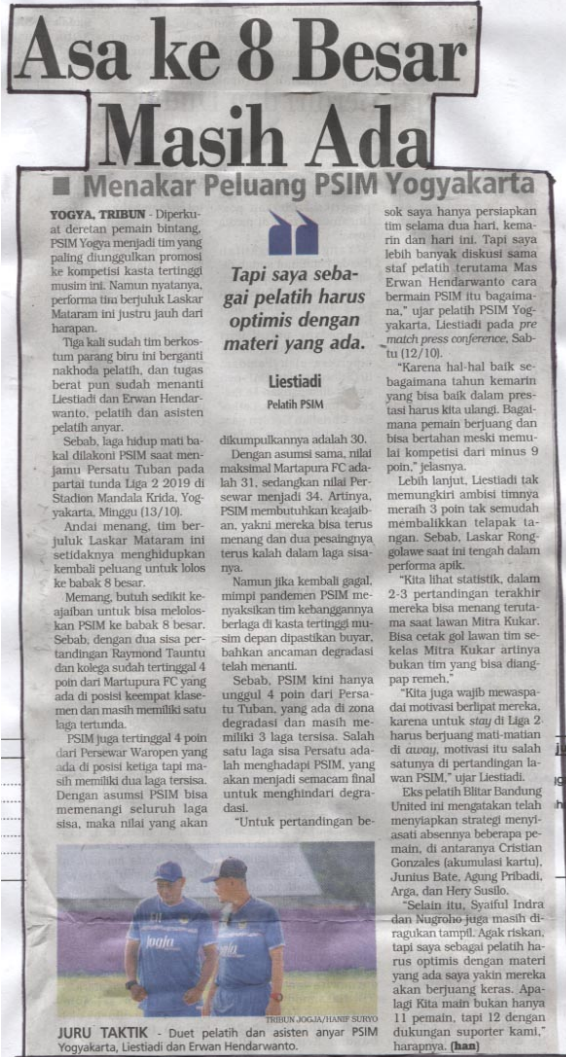 Asa ke 8 Besar
Masih Ada
■ Menakar Peluang PSIM Yogyakarta
YOGYA, TRIBUN - Diperku-
at deretan pemain bintang,
PSIM Yogya menjadi tim yang
paling diunggulkan promosi
ke kompetisi kasta tertinggi
musim ini. Namun nyatanya,
performa tim berjuluk Laskar
Mataram ini justru jauh dari
harapan.
Tiga kali sudah tim berkos-
tum parang biru ini berganti
nakhoda pelatih, dan tugas
berat pun sudah menanti
Liestiadi dan Erwan Hendar-
wanto, pelatih dan asisten
pelatih anyar.
Sebab, laga hidup mati ba-
kal dilakoni PSIM saat men-
jamu Persatu Tuban pada
partai tunda Liga 2 2019 di
Stadion Mandala Krida, Yog-
yakarta, Minggu (13/10).
Andai menang, tim ber-
juluk Laskar Mataram ini
setidaknya menghidupkan
kembali peluang untuk lolos
ke babak 8 besar.
Memang, butuh sedikit ke-
ajaiban untuk bisa melolos-
kan PSIM ke babak 8 besar.
Sebab, dengan dua sisa per-
tandingan Raymond Tauntu
dan kolega sudah tertinggal 4
poin dari Martupura FC yang
ada di posisi keempat klase-
men dan masih memiliki satu
laga tertunda.
PSIM juga tertinggal 4 poin
dari Persewar Waropen yang
ada di posisi ketiga tapi ma-
sih memiliki dua laga tersisa.
Dengan asumsi PSIM bisa
memenangi seluruh laga
sisa, maka nilai yang akan
Tapi saya seba-
gai pelatih harus
optimis dengan
materi yang ada.
Liestiadi
Pelatih PSIM
dikumpulkannya adalah 30.
Dengan asumsi sama, nilai
maksimal Martapura FC ada-
lah 31, sedangkan nilai Per-
sewar menjadi 34. Artinya,
PSIM membutuhkan keajaib-
an, yakni mereka bisa terus
menang dan dua pesaingnya
terus kalah dalam laga sisa-
nya.
Namun jika kembali gagal,
mimpi pandemen PSIM me-
nyaksikan tim kebanggannya
berlaga di kasta tertinggi mu-
sim depan dipastikan buyar,
bahkan ancaman degradasi
telah menanti.
Sebab, PSIM kini hanya
unggul 4 poin dari Persa-
tu Tuban, yang ada di zona
degradasi dan masih me-
miliki 3 laga tersisa. Salah
satu laga sisa Persatu ada-
lah menghadapi PSIM, yang
akan menjadi semacam final
untuk menghindari degra-
dasi.
"Untuk pertandingan be-
sok saya hanya persiapkan
tim selama dua hari, kema-
rin dan hari ini. Tapi saya
lebih banyak diskusi sama
staf pelatih terutama Mas
Erwan Hendarwanto cara
bermain PSIM itu bagaima-
na," ujar pelatih PSIM Yog-
yakarta, Liestiadi pada pre
match press conference, Sab-
tu (12/10).
"Karena hal-hal baik se-
bagaimana tahun kemarin
yang bisa baik dalam pres-
tasi harus kita ulangi. Bagai-
mana pemain berjuang dan
bisa bertahan meski memu-
lai kompetisi dari minus 9
poin," jelasnya.
Lebih lanjut, Liestiadi tak
memungkiri ambisi timnya
meraih 3 poin tak semudah
membalikkan telapak ta-
ngan. Sebab, Laskar Rong-
golawe saat ini tengah dalam
performa apik.
"Kita lihat statistik, dalam
2-3 pertandingan terakhir
mereka bisa menang teruta-
ma saat lawan Mitra Kukar.
Bisa cetak gol lawan tim se-
kelas Mitra Kukar artinya
bukan tim yang bisa diang-
gap remeh,"
"Kita juga wajib mewaspa-
dai motivasi berlipat mereka,
karena untuk stay di Liga 2
harus berjuang mati-matian
di away, motivasi itu salah
satunya di pertandingan la-
wan PSIM," ujar Liestiadi.
Eks pelatih Blitar Bandung
United ini mengatakan telah
menyiapkan strategi menyi-
asati absennya beberapa pe-
main, di antaranya Cristian
Gonzales (akumulasi kartu),
Junius Bate, Agung Pribadi,
Arga, dan Hery Susilo.
"Selain itu, Syaiful Indra
dan Nugroho juga masih di-
ragukan tampil. Agak riskan,
tapi saya sebagai pelatih ha-
rus optimis dengan materi
yang ada saya yakin mereka
akan berjuang keras. Apa-
lagi Kita main bukan hanya
11 pemain, tapi 12 dengan
dukungan suporter kami,"
harapnya. (han)
jogja
jogja
TRIBUN JOGJA/HANIF SURYO
JURU TAKTIK - Duet pelatih dan asisten anyar PSIM
Yogyakarta, Liestiadi dan Erwan Hendarwanto.